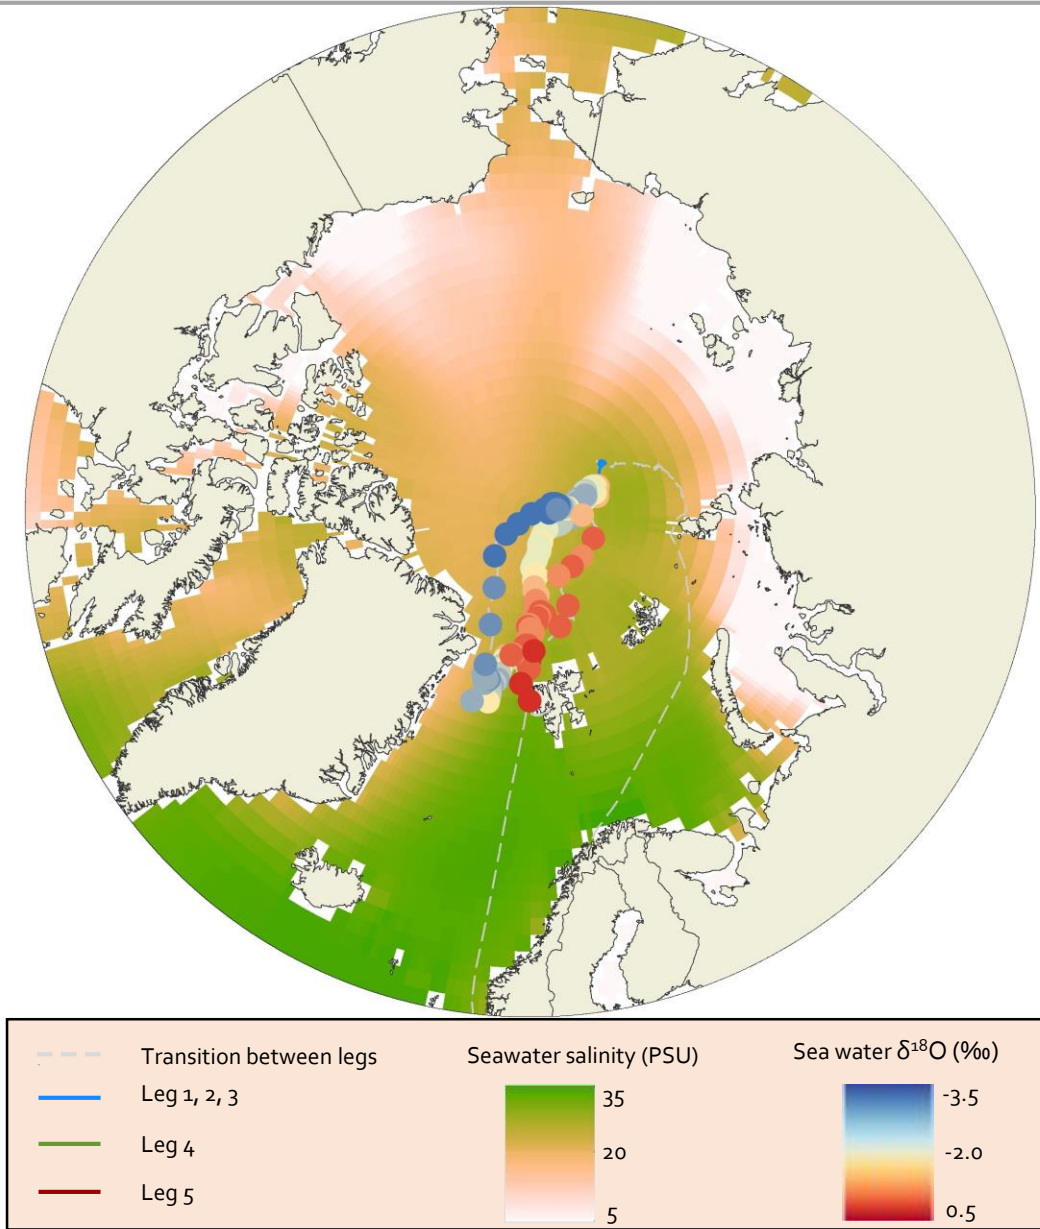 Transition between legs
Leg 1, 2, 3
Leg 4
Leg 5
Seawater salinity (PSU)
35
20
5
Sea water δ¹⁸O (‰)
-3.5
-2.0
0.5